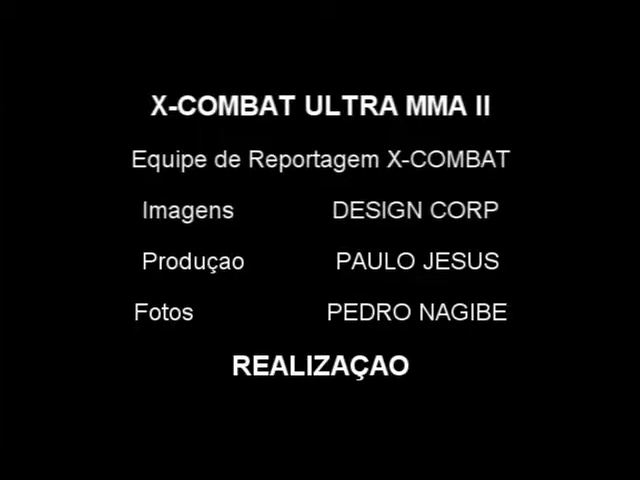 X-COMBAT ULTRA MMA II
Equipe de Reportagem X-COMBAT
Imagens DESIGN CORP
Produçao PAULO JESUS
Fotos PEDRO NAGIBE
REALIZAÇAO